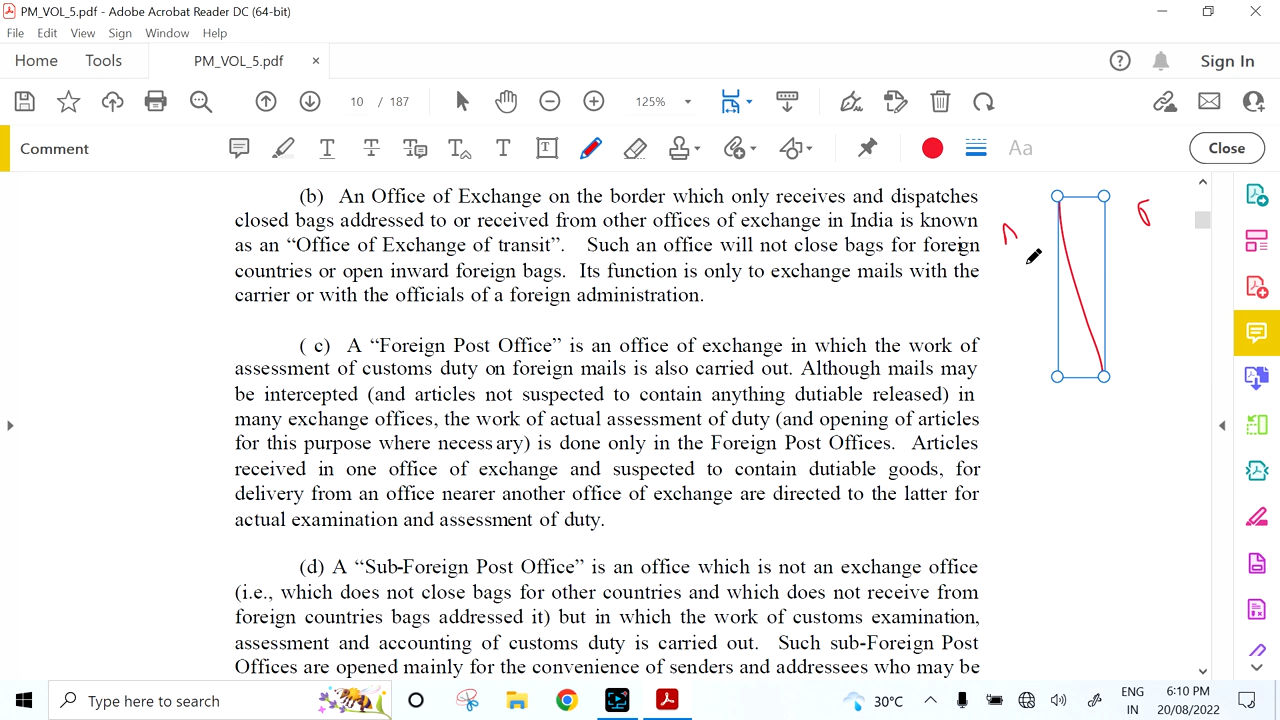 PM_VOL_5.pdf - Adobe Acrobat Reader DC (64-bit)
File Edit View Sign Window Help
Home Tools PM_VOL_5.pdf × Sign In
10 / 187 125%
Comment Aa Close
(b) An Office of Exchange on the border which only receives and dispatches
closed bags addressed to or received from other offices of exchange in India is known
as an “Office of Exchange of transit”. Such an office will not close bags for foreign
countries or open inward foreign bags. Its function is only to exchange mails with the
carrier or with the officials of a foreign administration.
( c) A “Foreign Post Office” is an office of exchange in which the work of
assessment of customs duty on foreign mails is also carried out. Although mails may
be intercepted (and articles not suspected to contain anything dutiable released) in
many exchange offices, the work of actual assessment of duty (and opening of articles
for this purpose where necess ary) is done only in the Foreign Post Offices. Articles
received in one office of exchange and suspected to contain dutiable goods, for
delivery from an office nearer another office of exchange are directed to the latter for
actual examination and assessment of duty.
(d) A “Sub-Foreign Post Office” is an office which is not an exchange office
(i.e., which does not close bags for other countries and which does not receive from
foreign countries bags addressed it) but in which the work of customs examination,
assessment and accounting of customs duty is carried out. Such sub-Foreign Post
Offices are opened mainly for the convenience of senders and addressees who may be
Type here to search 30°C ENG IN 6:10 PM 20/08/2022